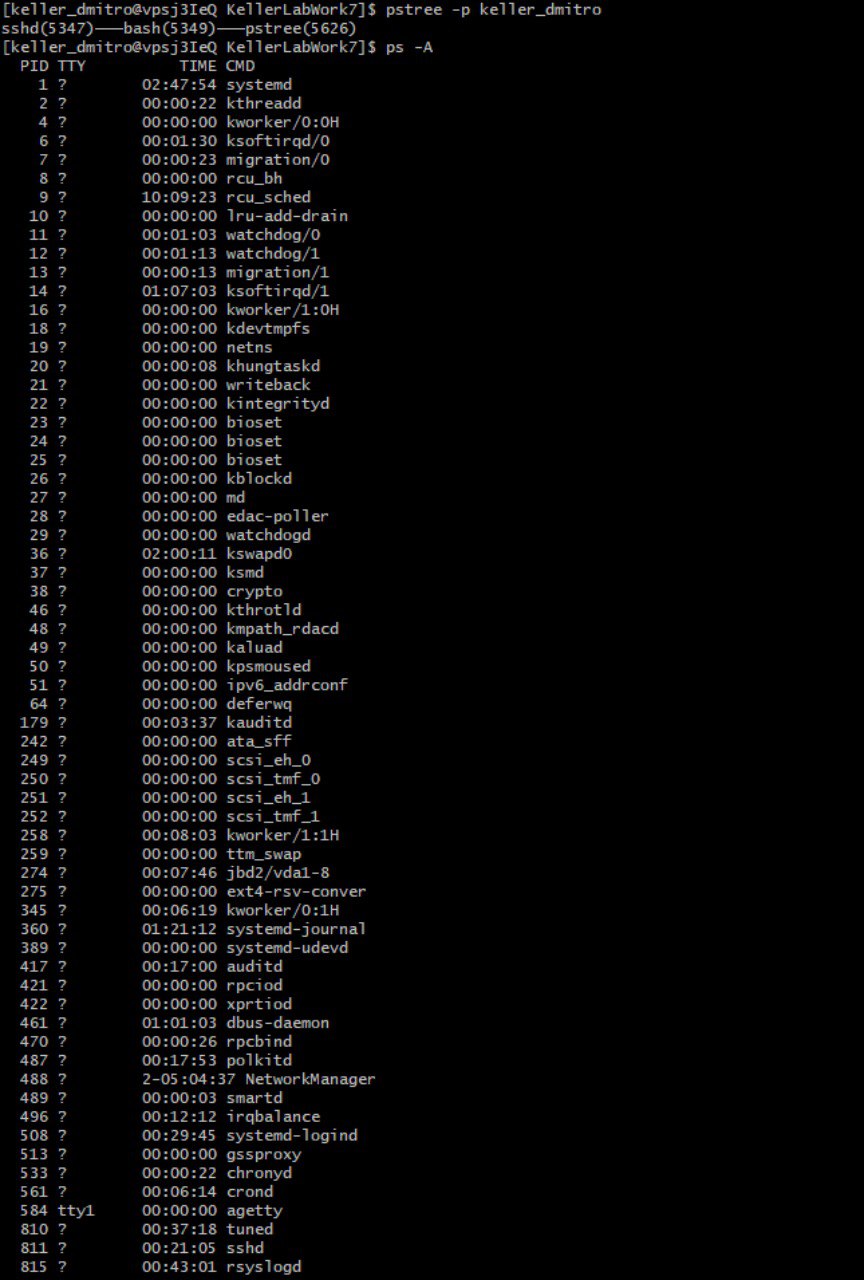 [keller_dmitro@vpsj3IeQ KellerLabWork7]$ pstree -p keller_dmitro
sshd(5347)───bash(5349)───pstree(5626)
[keller_dmitro@vpsj3IeQ KellerLabWork7]$ ps -A
  PID TTY          TIME CMD
    1 ?        02:47:54 systemd
    2 ?        00:00:22 kthreadd
    4 ?        00:00:00 kworker/0:0H
    6 ?        00:01:30 ksoftirqd/0
    7 ?        00:00:23 migration/0
    8 ?        00:00:00 rcu_bh
    9 ?        10:09:23 rcu_sched
   10 ?        00:00:00 lru-add-drain
   11 ?        00:01:03 watchdog/0
   12 ?        00:01:13 watchdog/1
   13 ?        00:00:13 migration/1
   14 ?        01:07:03 ksoftirqd/1
   16 ?        00:00:00 kworker/1:0H
   18 ?        00:00:00 kdevtmpfs
   19 ?        00:00:00 netns
   20 ?        00:00:08 khungtaskd
   21 ?        00:00:00 writeback
   22 ?        00:00:00 kintegrityd
   23 ?        00:00:00 bioset
   24 ?        00:00:00 bioset
   25 ?        00:00:00 bioset
   26 ?        00:00:00 kblockd
   27 ?        00:00:00 md
   28 ?        00:00:00 edac-poller
   29 ?        00:00:00 watchdogd
   36 ?        02:00:11 kswapd0
   37 ?        00:00:00 ksmd
   38 ?        00:00:00 crypto
   46 ?        00:00:00 kthrotld
   48 ?        00:00:00 kmpath_rdacd
   49 ?        00:00:00 kaluad
   50 ?        00:00:00 kpsmoused
   51 ?        00:00:00 ipv6_addrconf
   64 ?        00:00:00 deferwq
  179 ?        00:03:37 kauditd
  242 ?        00:00:00 ata_sff
  249 ?        00:00:00 scsi_eh_0
  250 ?        00:00:00 scsi_tmf_0
  251 ?        00:00:00 scsi_eh_1
  252 ?        00:00:00 scsi_tmf_1
  258 ?        00:08:03 kworker/1:1H
  259 ?        00:00:00 ttm_swap
  274 ?        00:07:46 jbd2/vda1-8
  275 ?        00:00:00 ext4-rsv-conver
  345 ?        00:06:19 kworker/0:1H
  360 ?        01:21:12 systemd-journal
  389 ?        00:00:00 systemd-udevd
  417 ?        00:17:00 auditd
  421 ?        00:00:00 rpciod
  422 ?        00:00:00 xprtiod
  461 ?        01:01:03 dbus-daemon
  470 ?        00:00:26 rpcbind
  487 ?        00:17:53 polkitd
  488 ?        2-05:04:37 NetworkManager
  489 ?        00:00:03 smartd
  496 ?        00:12:12 irqbalance
  508 ?        00:29:45 systemd-logind
  513 ?        00:00:00 gssproxy
  533 ?        00:00:22 chronyd
  561 ?        00:06:14 crond
  584 tty1     00:00:00 agetty
  810 ?        00:37:18 tuned
  811 ?        00:21:05 sshd
  815 ?        00:43:01 rsyslogd